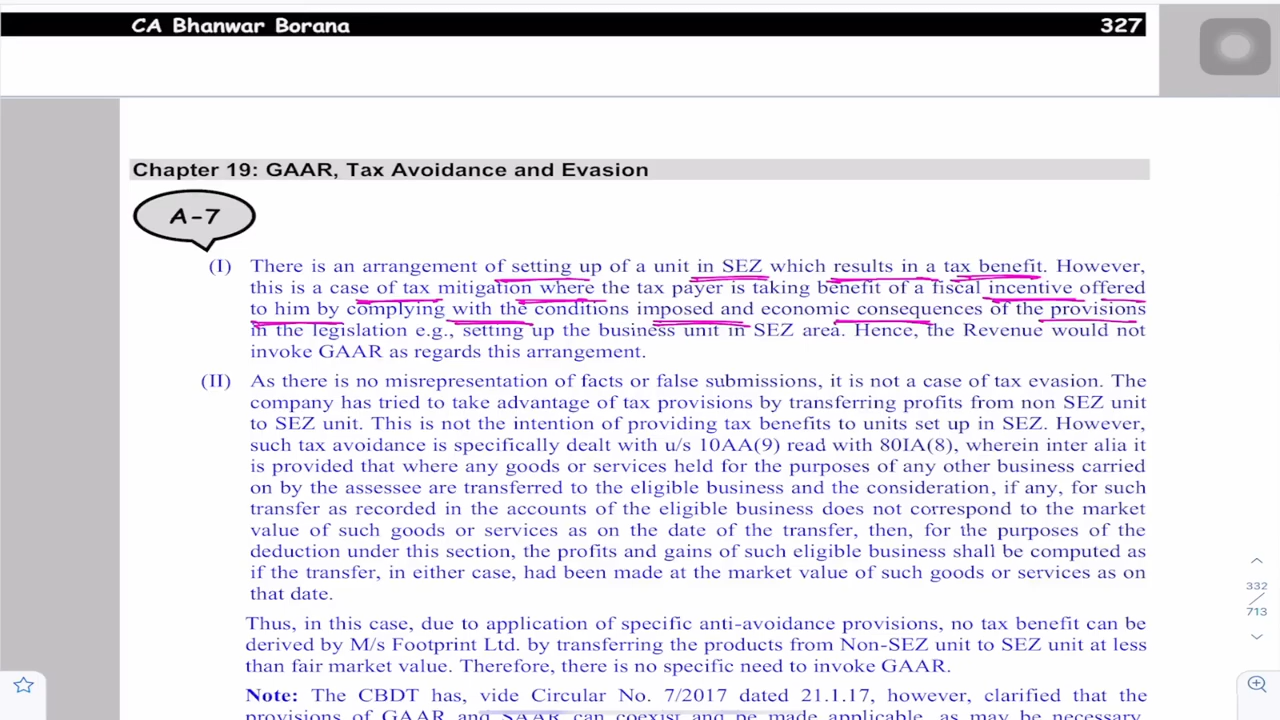 CA Bhanwar Borana 327
Chapter 19: GAAR, Tax Avoidance and Evasion
A-7
(I) There is an arrangement of setting up of a unit in SEZ which results in a tax benefit. However,
this is a case of tax mitigation where the tax payer is taking benefit of a fiscal incentive offered
to him by complying with the conditions imposed and economic consequences of the provisions
in the legislation e.g., setting up the business unit in SEZ area. Hence, the Revenue would not
invoke GAAR as regards this arrangement.
(II) As there is no misrepresentation of facts or false submissions, it is not a case of tax evasion. The
company has tried to take advantage of tax provisions by transferring profits from non SEZ unit
to SEZ unit. This is not the intention of providing tax benefits to units set up in SEZ. However,
such tax avoidance is specifically dealt with u/s 10AA(9) read with 80IA(8), wherein inter alia it
is provided that where any goods or services held for the purposes of any other business carried
on by the assessee are transferred to the eligible business and the consideration, if any, for such
transfer as recorded in the accounts of the eligible business does not correspond to the market
value of such goods or services as on the date of the transfer, then, for the purposes of the
deduction under this section, the profits and gains of such eligible business shall be computed as
if the transfer, in either case, had been made at the market value of such goods or services as on
that date.
332
713
Thus, in this case, due to application of specific anti-avoidance provisions, no tax benefit can be
derived by M/s Footprint Ltd. by transferring the products from Non-SEZ unit to SEZ unit at less
than fair market value. Therefore, there is no specific need to invoke GAAR.
Note: The CBDT has, vide Circular No. 7/2017 dated 21.1.17, however, clarified that the
provisions of GAAR and SAAR can coexist and be made applicable, as may be necessary,